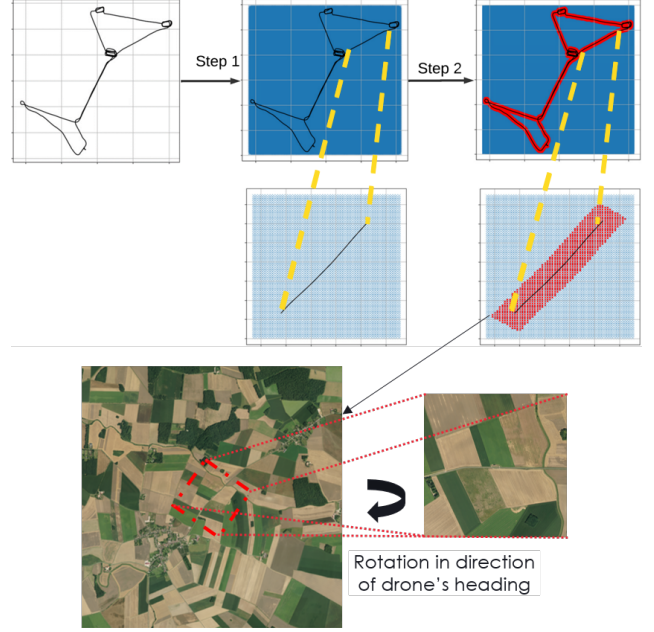 Step 1
Step 2
Rotation in direction
of drone's heading